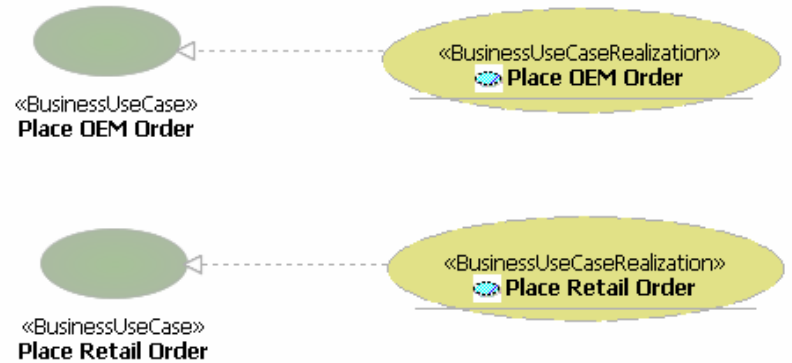 «BusinessUseCaseRealization»
Place OEM Order
«BusinessUseCase»
Place OEM Order
«BusinessUseCaseRealization»
Place Retail Order
«BusinessUseCase»
Place Retail Order